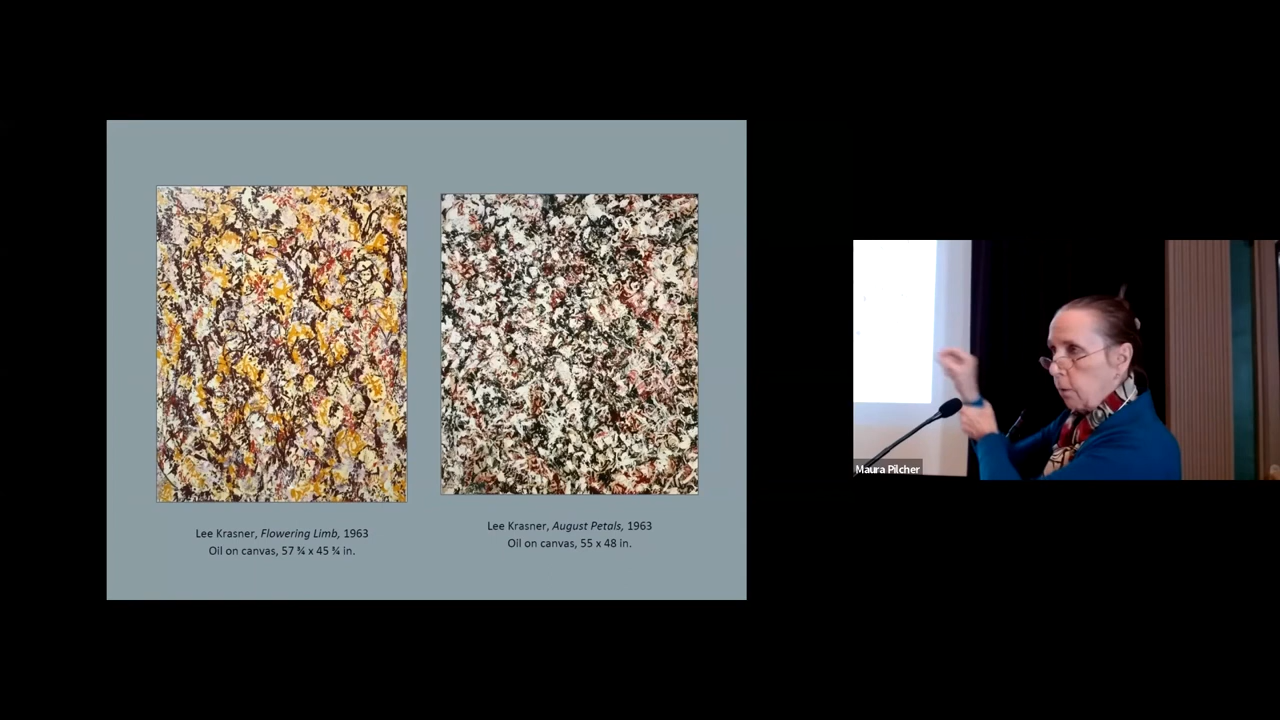 Lee Krasner, Flowering Limb, 1963
Oil on canvas, 57 ¾ x 45 ¾ in.
Lee Krasner, August Petals, 1963
Oil on canvas, 55 x 48 in.
Maura Pilcher